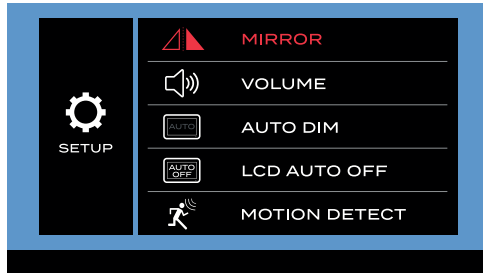 SETUP
MIRROR
VOLUME
AUTO
AUTO DIM
AUTO
OFF
LCD AUTO OFF
MOTION DETECT